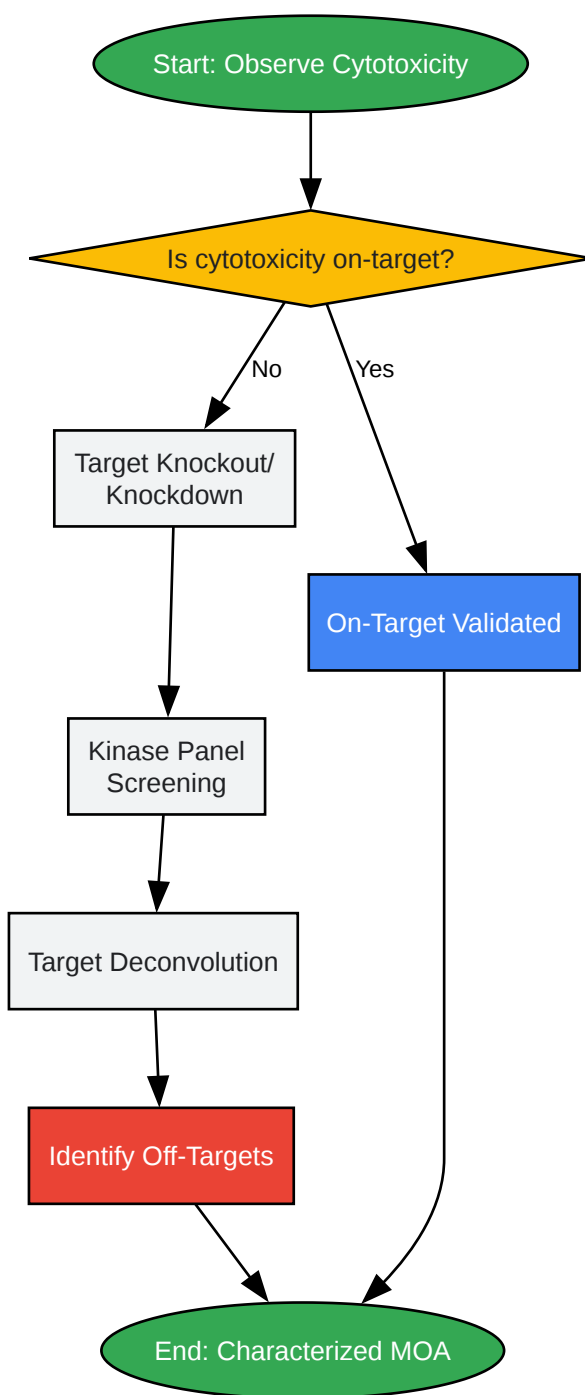 Start: Observe Cytotoxicity
Is cytotoxicity on-target?
No
Yes
Target Knockout/
Knockdown
On-Target Validated
Kinase Panel
Screening
Target Deconvolution
Identify Off-Targets
End: Characterized MOA